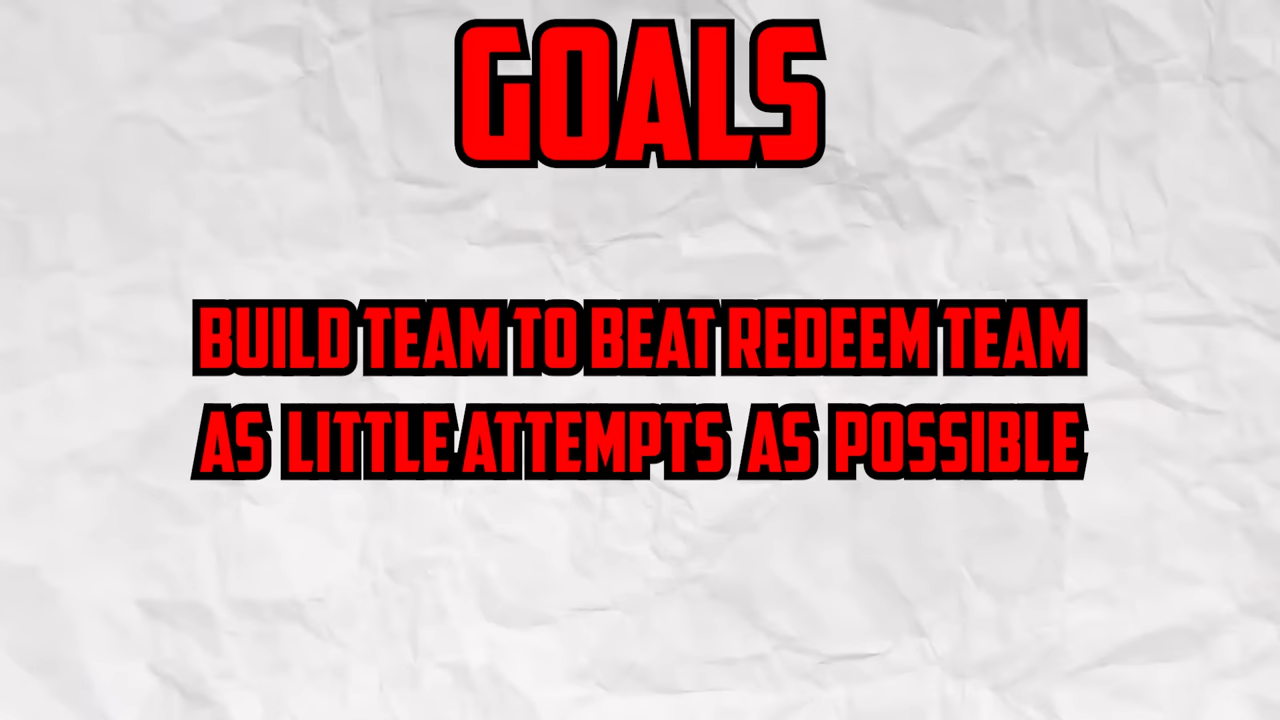 GOALS
BUILD TEAM TO BEAT REDEEM TEAM
AS LITTLE ATTEMPTS AS POSSIBLE